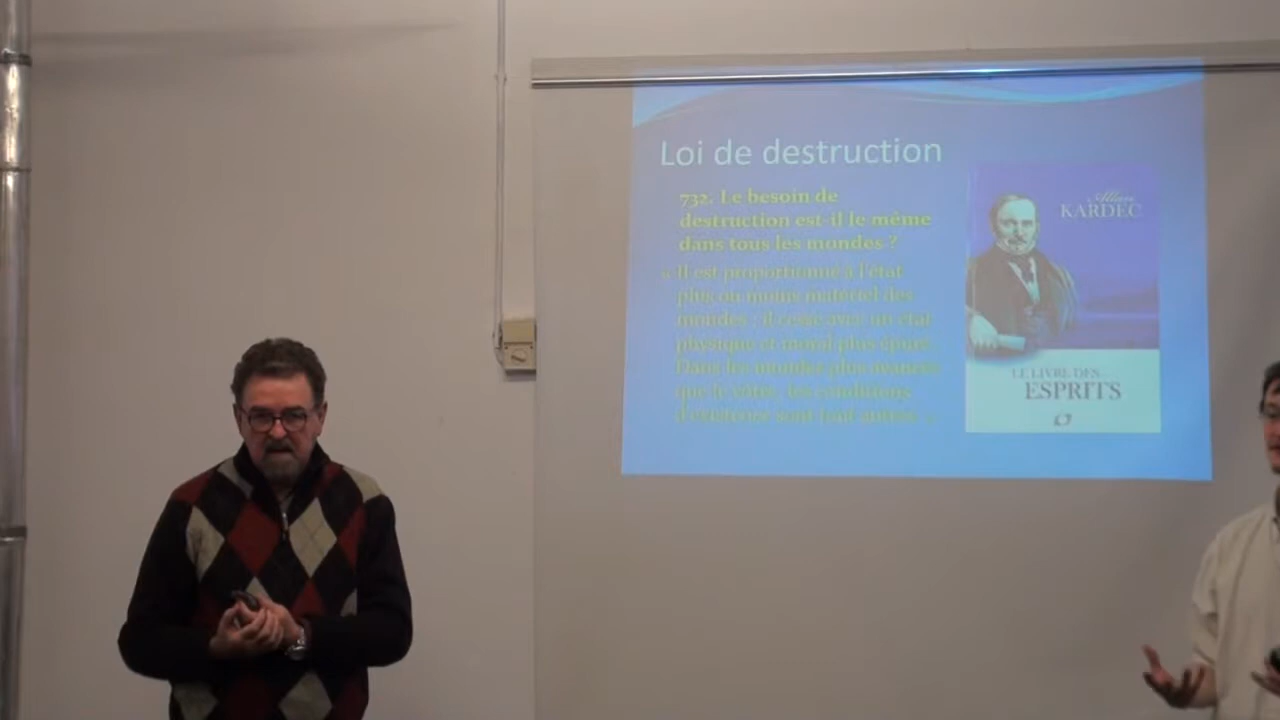 Loi de destruction
732. Le besoin de
destruction est-il le même
dans tous les mondes ?
« Il est proportionné à l'état
plus ou moins matériel des
mondes ; il cesse avec un état
physique et moral plus épuré.
Dans les mondes plus avancés
que le vôtre, les conditions
d'existence sont tout autres. »
Allan
KARDEC
LE LIVRE DES
ESPRITS